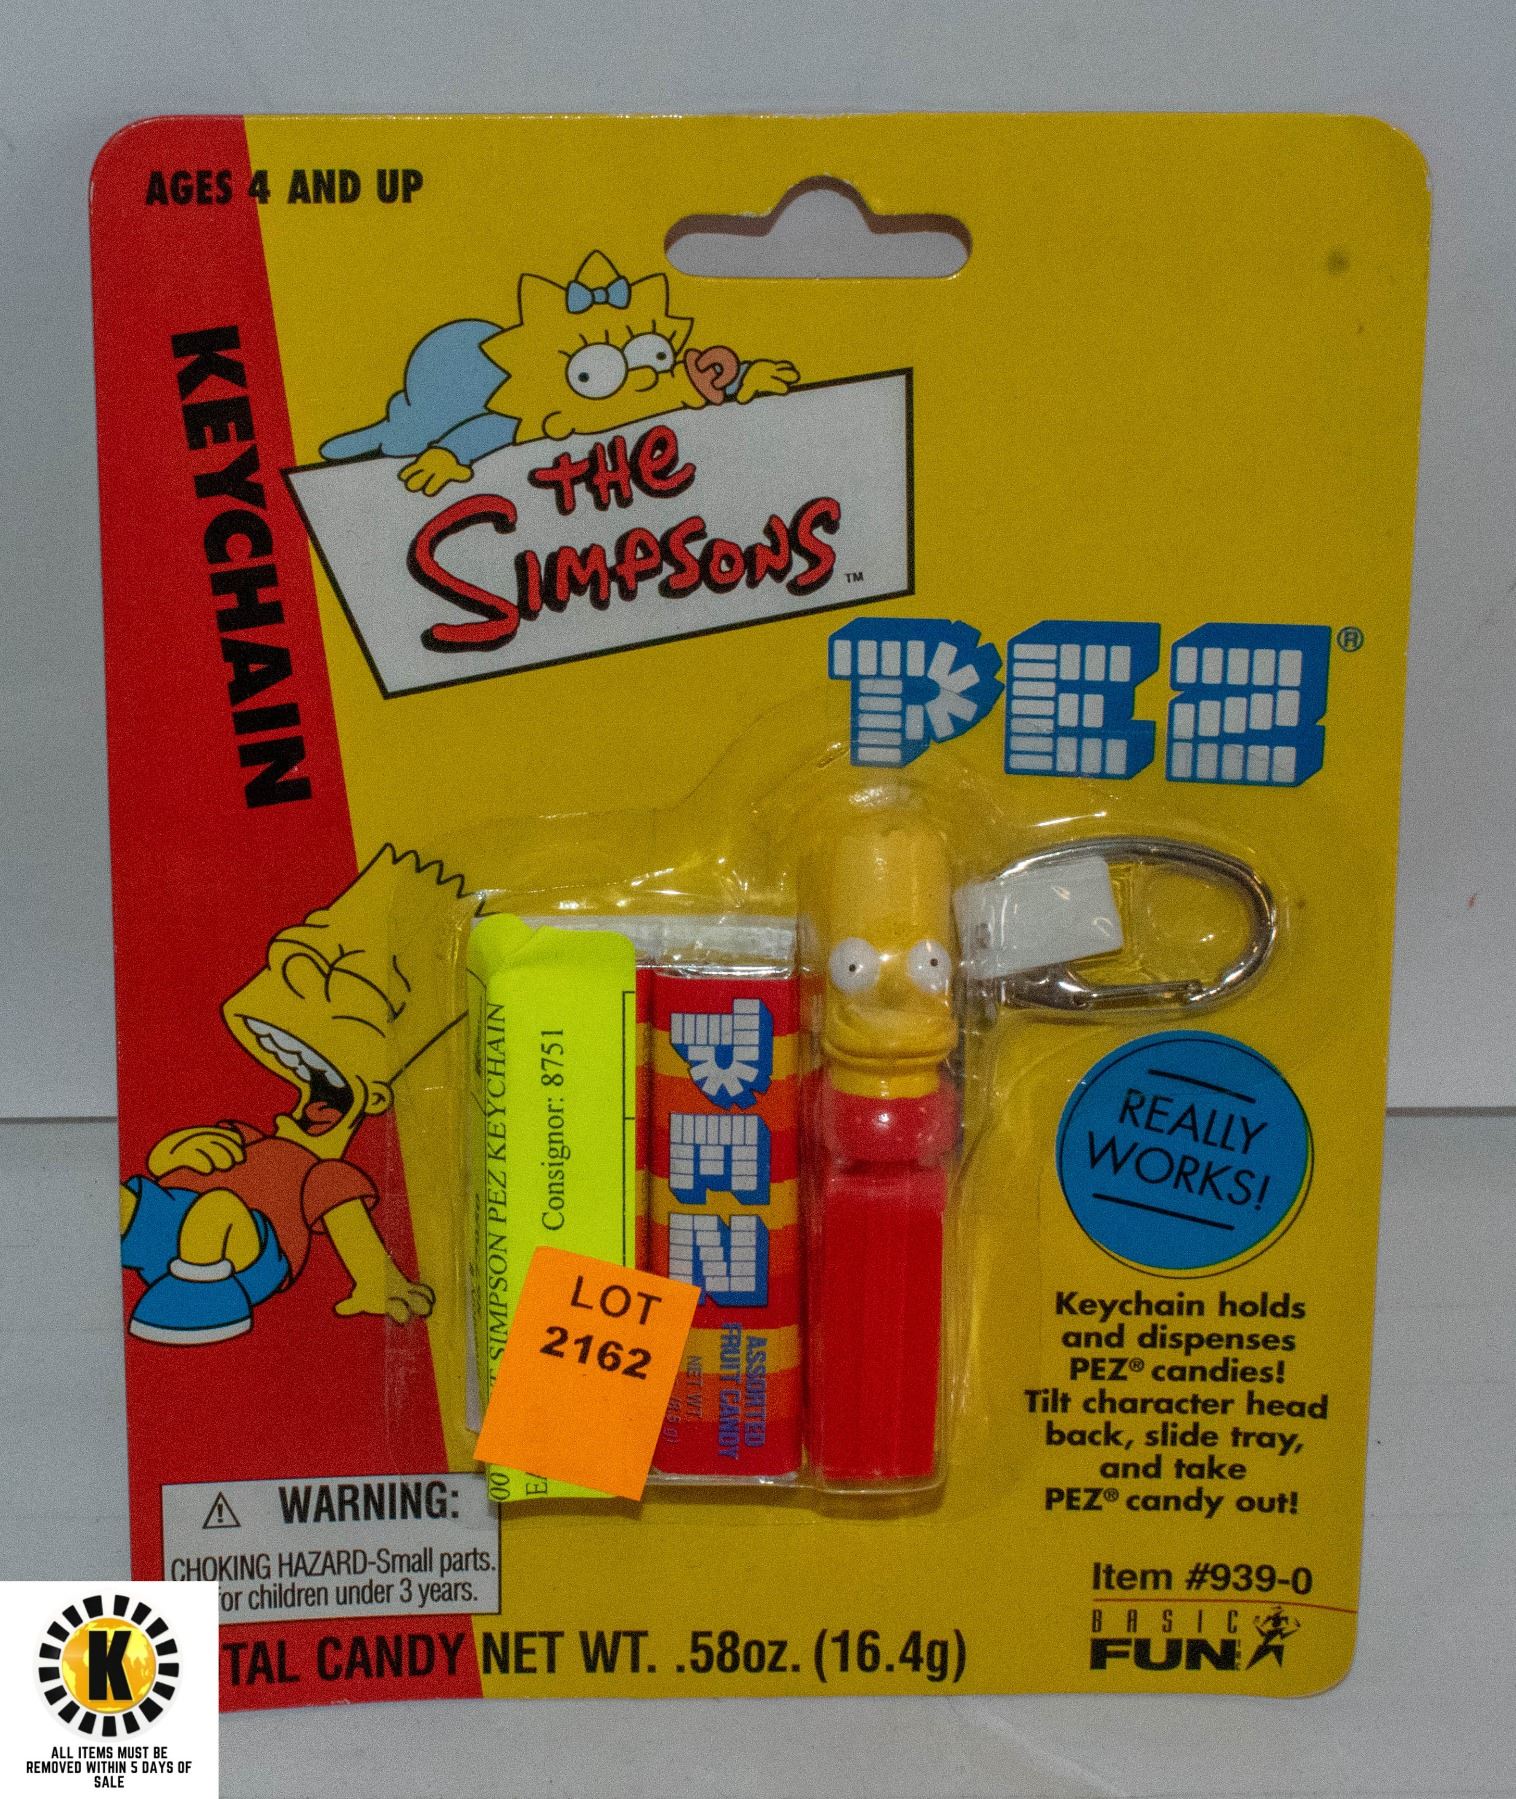 AGES 4 AND UP
KEYCHAIN
THE
SIMPSONS™
PEZ®
SIMPSON PEZ KEYCHAIN
Consignor: 8751
LOT
2162
PEZ
ASSORTED
FRUIT CANDY
NET WT.
REALLY
WORKS!
Keychain holds
and dispenses
PEZ® candies!
Tilt character head
back, slide tray,
and take
PEZ® candy out!
WARNING:
CHOKING HAZARD-Small parts.
for children under 3 years.
Item #939-0
BASIC
FUN
TAL CANDY NET WT. .58oz. (16.4g)
K
ALL ITEMS MUST BE
REMOVED WITHIN 5 DAYS OF
SALE